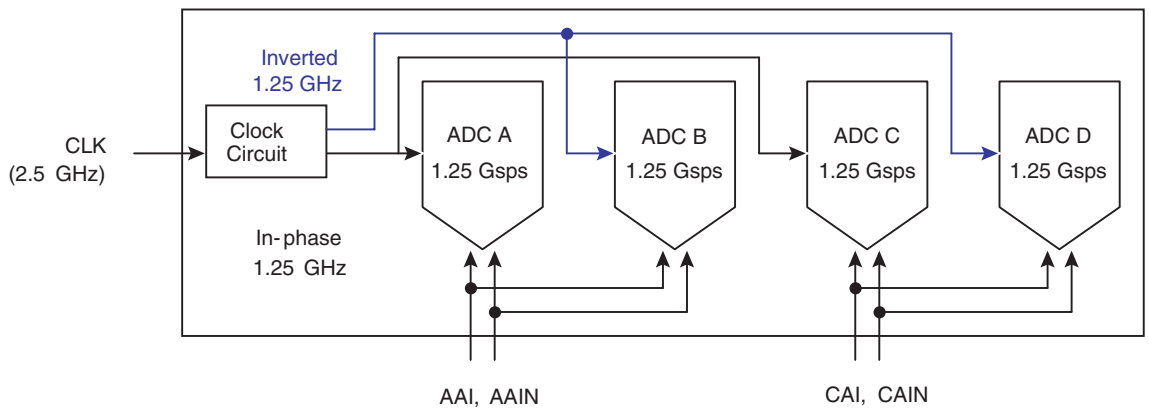 Inverted
1.25 GHz
CLK
(2.5 GHz)
Clock
Circuit
ADC A
1.25 Gsps
ADC B
1.25 Gsps
ADC C
1.25 Gsps
ADC D
1.25 Gsps
In-phase
1.25 GHz
AAI, AAIN
CAI, CAIN